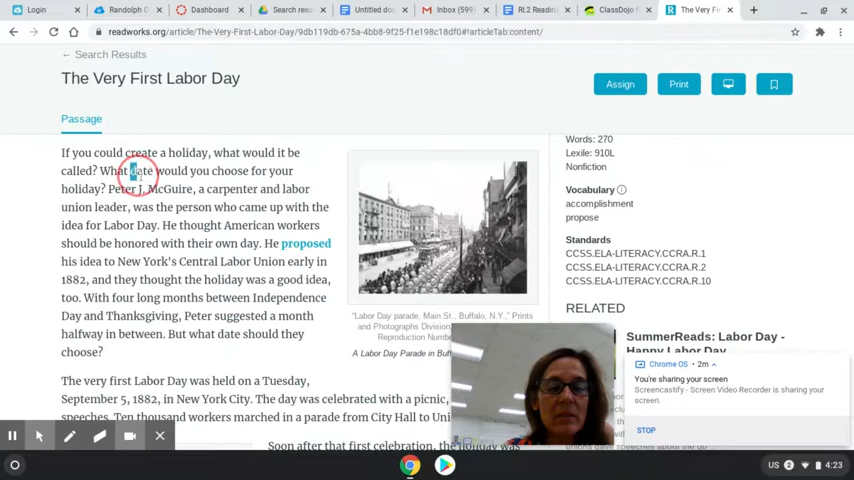 Login
Randolph C
Dashboard
Search resu
Untitled doc
Inbox (599)
RI.2 Reading
ClassDojo fo
The Very Fi
readworks.org/article/The-Very-First-Labor-Day/9db1119db-675a-4bb8-9f25-f1e198c18df0#!articleTab:content/
← Search Results
The Very First Labor Day
Assign
Print
Passage
If you could create a holiday, what would it be
called? What date would you choose for your
holiday? Peter J. McGuire, a carpenter and labor
union leader, was the person who came up with the
idea for Labor Day. He thought American workers
should be honored with their own day. He proposed
his idea to New York's Central Labor Union early in
1882, and they thought the holiday was a good idea,
too. With four long months between Independence
Day and Thanksgiving, Peter suggested a month
halfway in between. But what date should they
choose?
"Labor Day parade, Main St., Buffalo, N.Y.," Prints
and Photographs Division,
Reproduction Numb
A Labor Day Parade in Buff
The very first Labor Day was held on a Tuesday,
September 5, 1882, in New York City. The day was celebrated with a picnic,
speeches. Ten thousand workers marched in a parade from City Hall to Uni
Soon after that first celebration, the holiday was
Words: 270
Lexile: 910L
Nonfiction
Vocabulary
accomplishment
propose
Standards
CCSS.ELA-LITERACY.CCRA.R.1
CCSS.ELA-LITERACY.CCRA.R.2
CCSS.ELA-LITERACY.CCRA.R.10
RELATED
SummerReads: Labor Day -
Happy Labor Day
Chrome OS • 2m
You're sharing your screen
Screencastify - Screen Video Recorder is sharing your
screen.
STOP
unions gave speeches about the
US 2 4:23